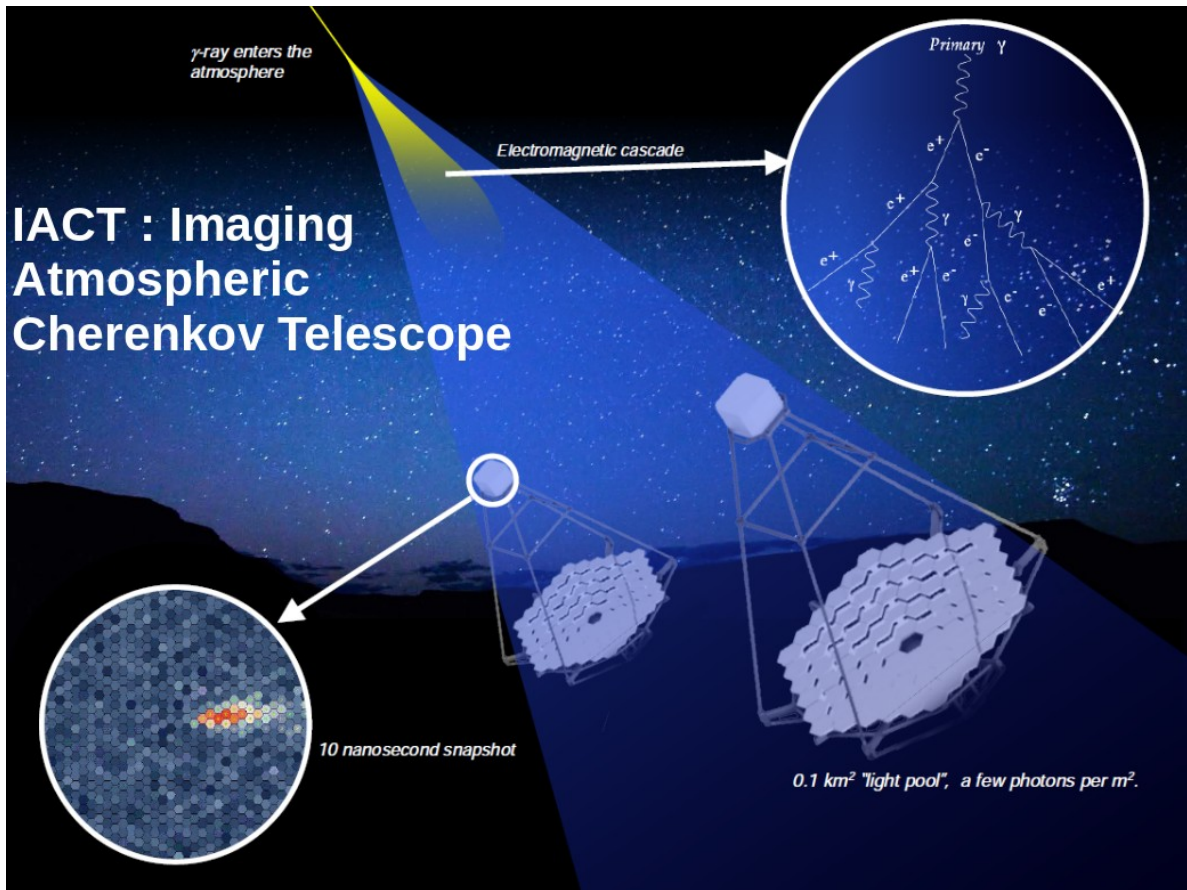 γ-ray enters the
atmosphere
Primary γ
Electromagnetic cascade
e⁺
e⁻
e⁺
γ
γ
e⁻
e⁺
γ
e⁺
e⁻
γ
e⁻
e⁻
e⁺
IACT : Imaging
Atmospheric
Cherenkov Telescope
10 nanosecond snapshot
0.1 km² "light pool", a few photons per m².